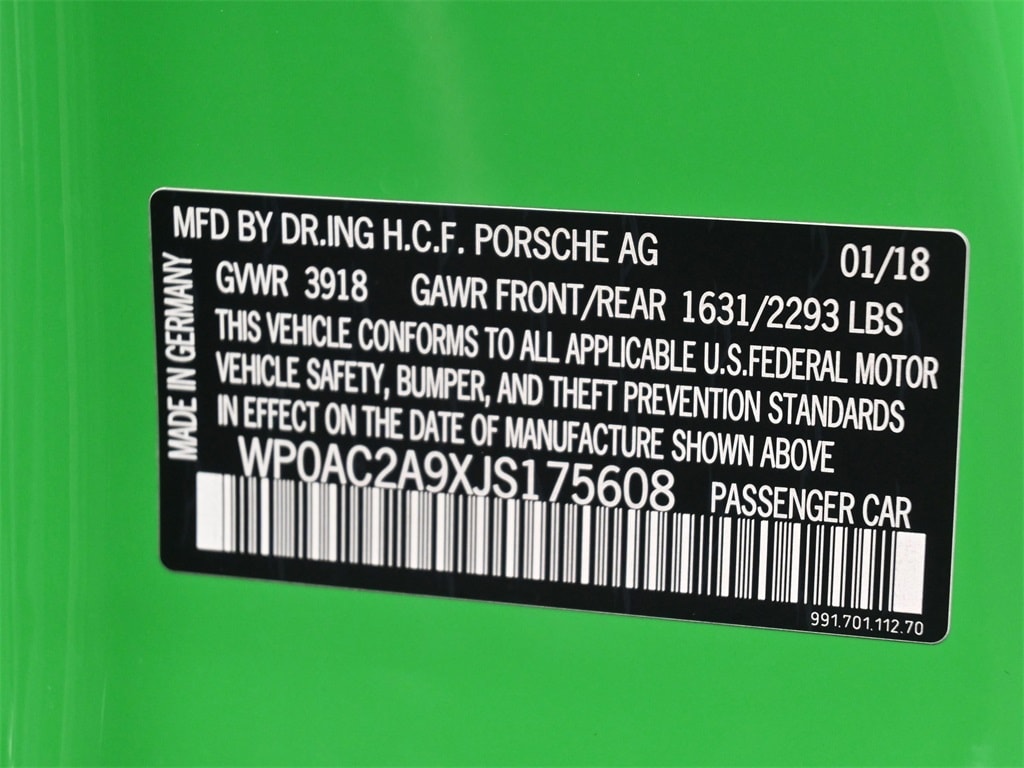 MFD BY DR.ING H.C.F. PORSCHE AG 01/18
GVWR 3918 GAWR FRONT/REAR 1631/2293 LBS
THIS VEHICLE CONFORMS TO ALL APPLICABLE U.S.FEDERAL MOTOR
VEHICLE SAFETY, BUMPER, AND THEFT PREVENTION STANDARDS
IN EFFECT ON THE DATE OF MANUFACTURE SHOWN ABOVE
WP0AC2A9XJS175608 PASSENGER CAR
991.701.112.70
MADE IN GERMANY